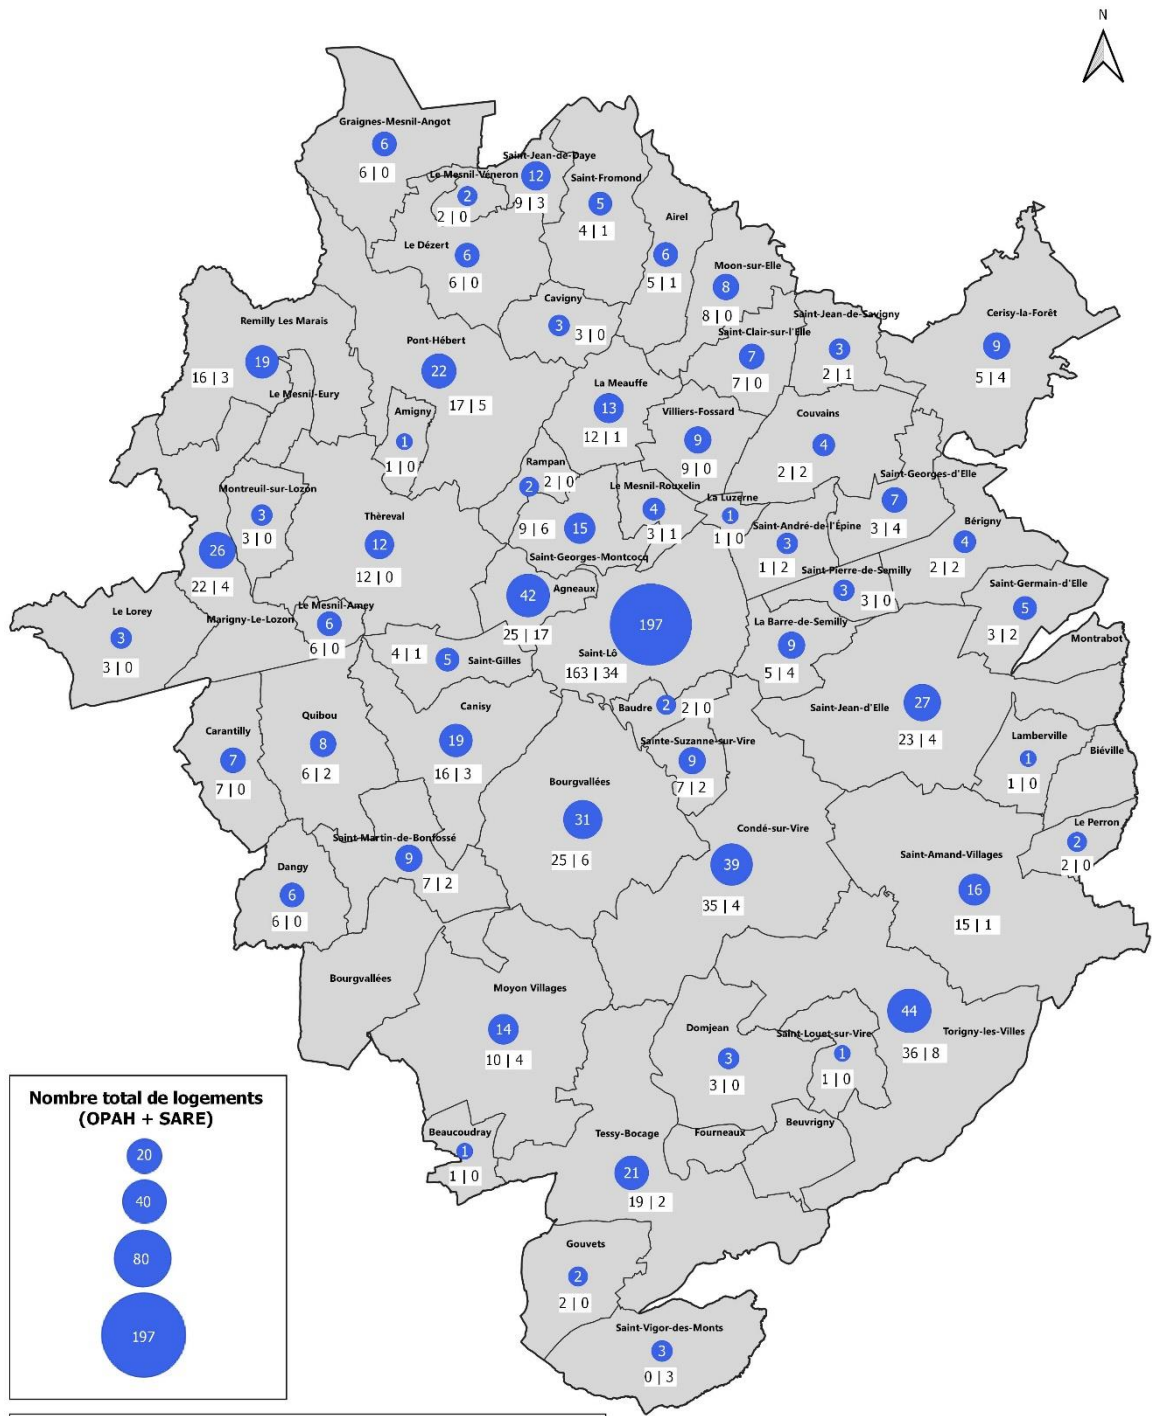 N
Graignes-Mesnil-Angot
6
6 | 0
Saint-Jean-de-Daye
12
9 | 3
Le Mesnil-Véneron
2
2 | 0
Saint-Fromond
5
4 | 1
Airel
6
5 | 1
Le Dézert
6
6 | 0
Moon-sur-Elle
8
8 | 0
Cavigny
3
3 | 0
Saint-Jean-de-Savigny
3
2 | 1
Cerisy-la-Forêt
9
5 | 4
Remilly Les Marais
19
16 | 3
Pont-Hébert
22
17 | 5
Saint-Clair-sur-l'Elle
7
7 | 0
Le Mesnil-Eury
La Meauffe
13
12 | 1
Amigny
1
1 | 0
Villiers-Fossard
9
9 | 0
Couvains
4
2 | 2
Rampan
2
2 | 0
Le Mesnil-Rouxelin
4
3 | 1
La Luzerne
1
1 | 0
Saint-Georges-d'Elle
7
3 | 4
Montreuil-sur-Lozon
3
3 | 0
Thèreval
12
12 | 0
9 | 6
15
Saint-Georges-Montcocq
Saint-André-de-l'Épine
3
1 | 2
Bérigny
4
2 | 2
26
22 | 4
Marigny-Le-Lozon
Saint-Pierre-de-Semilly
3
3 | 0
Saint-Germain-d'Elle
5
3 | 2
Le Lorey
3
3 | 0
Le Mesnil-Amey
6
6 | 0
42
Agneaux
25 | 17
197
Saint-Lô
163 | 34
La Barre-de-Semilly
9
5 | 4
Montrabot
4 | 1
5
Saint-Gilles
Baudre
2
2 | 0
Saint-Jean-d'Elle
27
23 | 4
Carantilly
7
7 | 0
Quibou
8
6 | 2
Canisy
19
16 | 3
Sainte-Suzanne-sur-Vire
9
7 | 2
Lamberville
1
1 | 0
Biéville
Bourgvallées
31
25 | 6
Condé-sur-Vire
39
35 | 4
Le Perron
2
2 | 0
Saint-Martin-de-Bonfossé
9
7 | 2
Dangy
6
6 | 0
Saint-Amand-Villages
16
15 | 1
Bourgvallées
Moyon Villages
14
10 | 4
Domjean
3
3 | 0
Saint-Louet-sur-Vire
1
1 | 0
44
Torigny-les-Villes
36 | 8
Beaucoudray
1
1 | 0
Tessy-Bocage
21
19 | 2
Fourneaux
Beuvrigny
Gouvets
2
2 | 0
Saint-Vigor-des-Monts
3
0 | 3
Nombre total de logements
(OPAH + SARE)
20
40
80
197